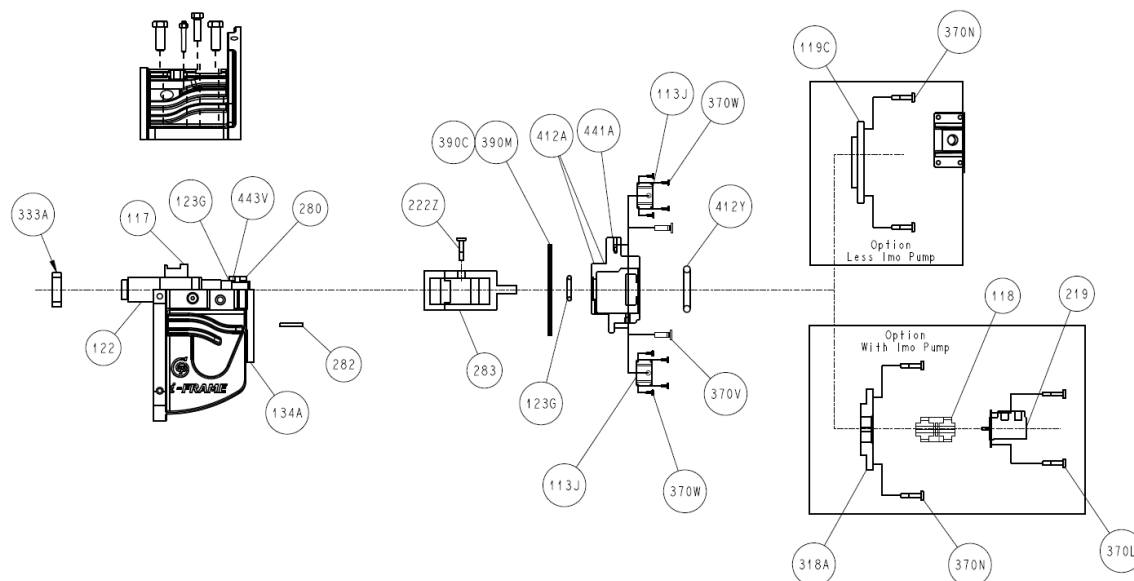 119C
370N
113J
370W
441A
412A
390M
390C
412Y
222Z
280
443V
123G
117
333A
122
282
134A
283
123G
370V
113J
370W
Option
Less Imo Pump
Option
With Imo Pump
118
219
318A
370N
370L
-FRAME